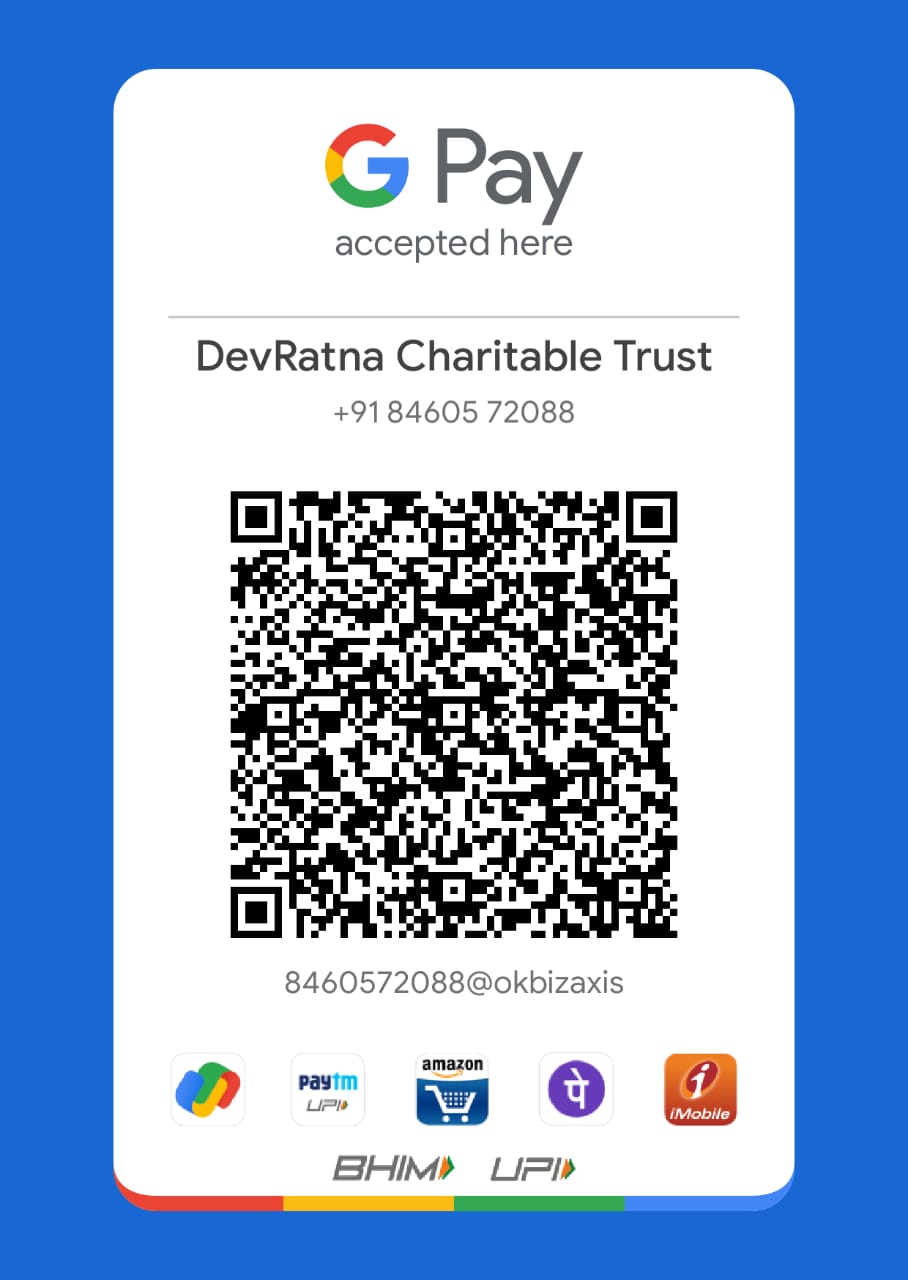 G Pay
accepted here
DevRatna Charitable Trust
+91 84605 72088
8460572088@okbizaxis
paytm
UPI
amazon
पे
i
iMobile
BHIM UPI